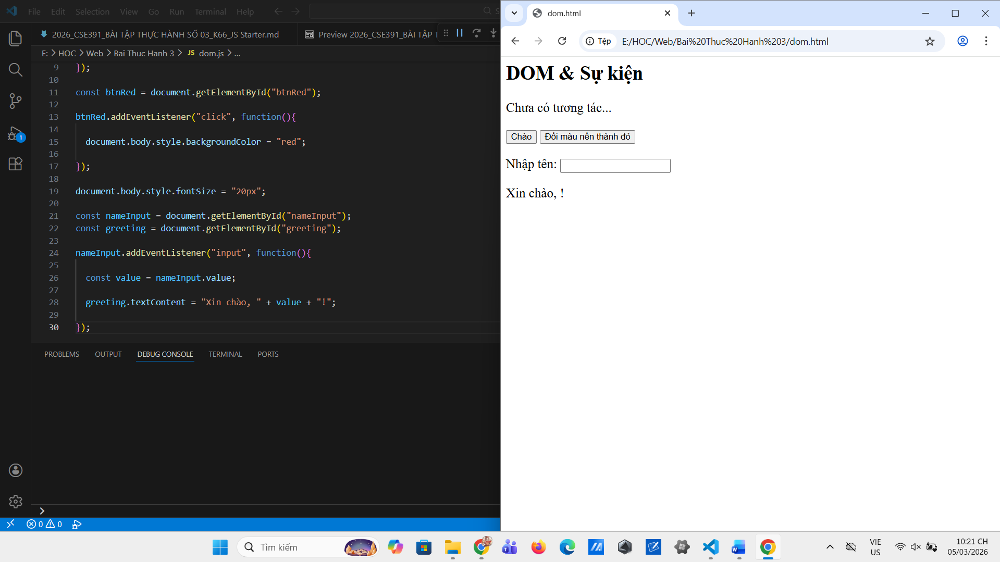 File Edit Selection View Go Run Terminal Help
2026_CSE391_BÀI TẬP THỰC HÀNH SỐ 03_K66_JS Starter.md
Preview 2026_CSE391_BÀI TẬP T
E: > HOC > Web > Bai Thuc Hanh 3 > JS dom.js > ...
9 });
10
11 const btnRed = document.getElementById("btnRed");
12
13 btnRed.addEventListener("click", function(){
14
15 document.body.style.backgroundColor = "red";
16
17 });
18
19 document.body.style.fontSize = "20px";
20
21 const nameInput = document.getElementById("nameInput");
22 const greeting = document.getElementById("greeting");
23
24 nameInput.addEventListener("input", function(){
25
26 const value = nameInput.value;
27
28 greeting.textContent = "Xin chào, " + value + "!";
29
30 });
1
PROBLEMS OUTPUT DEBUG CONSOLE TERMINAL PORTS
0 0
dom.html
Tệp E:/HOC/Web/Bai%20Thuc%20Hanh%203/dom.html
DOM & Sự kiện
Chưa có tương tác...
Chào Đổi màu nền thành đỏ
Nhập tên:
Xin chào, !
Tìm kiếm
VIE
US
10:21 CH
05/03/2026